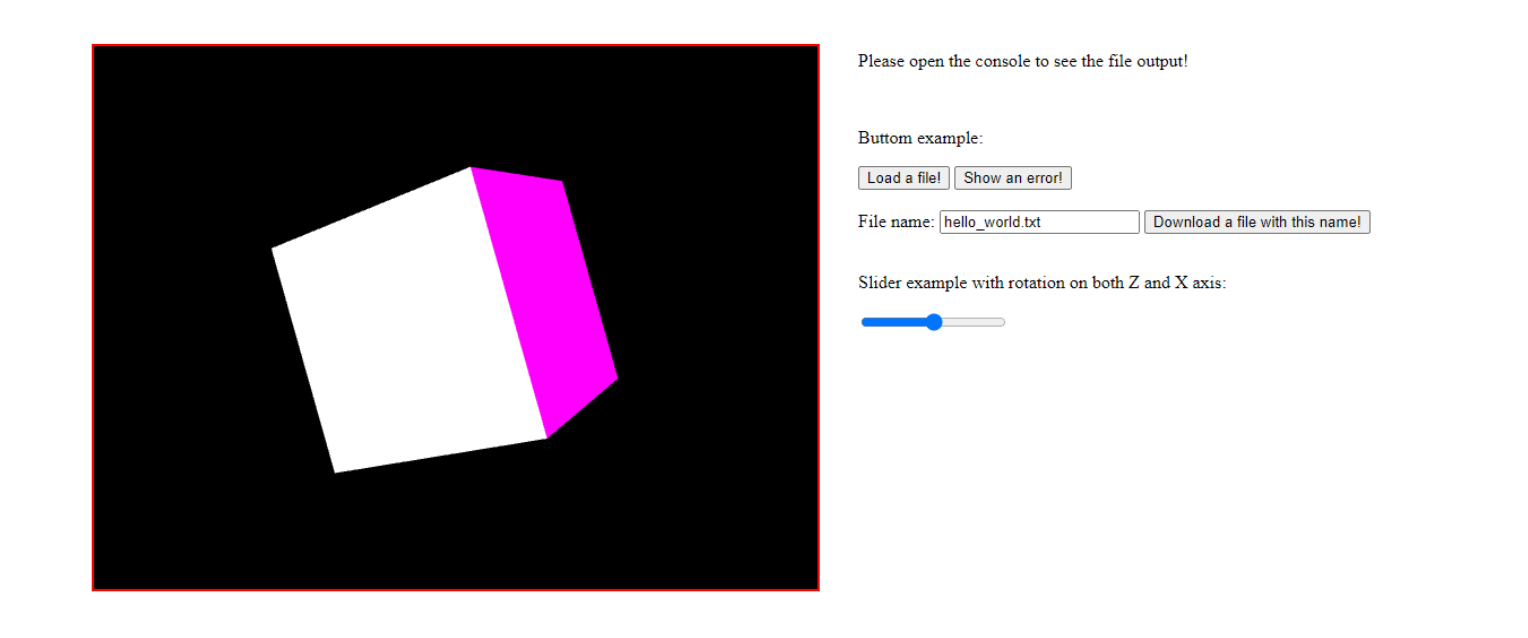 Please open the console to see the file output!
Buttom example:
Load a file! Show an error!
File name: hello_world.txt Download a file with this name!
Slider example with rotation on both Z and X axis: